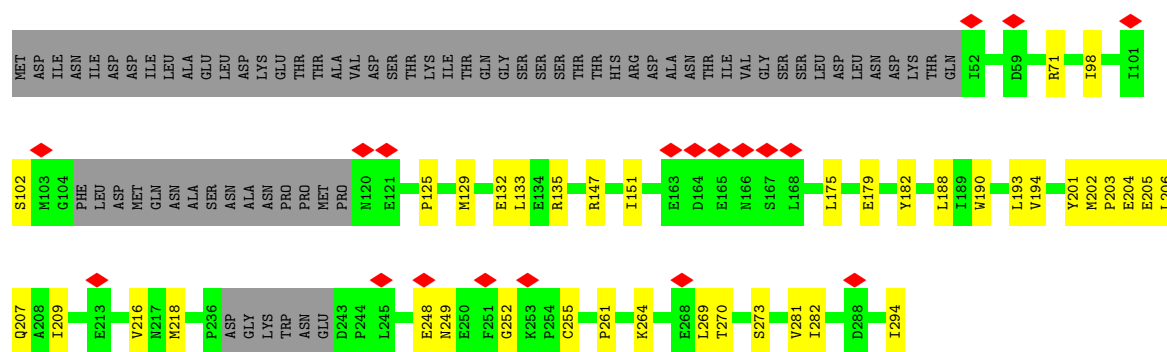 MET ASP ILE ASN ILE ASP ASP ILE LEU ALA GLU LEU ASP LYS GLU THR THR ALA VAL ASP SER THR LYS ILE THR GLN GLY SER SER SER THR THR HIS ARG ASP ALA ASN THR ILE VAL GLY SER SER LEU ASP LEU ASN ASP LYS THR GLN I52 D59 R71 I98 I101
S102 M103 G104 PHE LEU ASP MET GLN ASN ALA SER ASN ALA ASN PRO PRO MET PRO N120 E121 P125 M129 E132 L133 E134 R135 R147 I151 E163 D164 E165 N166 S167 L168 L175 E179 Y182 L188 I189 W190 L193 V194 Y201 M202 P203 E204 E205 L206
Q207 A208 I209 E213 V216 N217 M218 P236 ASP GLY LYS TRP ASN GLU D243 P244 L245 E248 N249 E250 F251 G252 K253 P254 C255 P261 K264 E268 L269 T270 S273 V281 I282 D288 I294